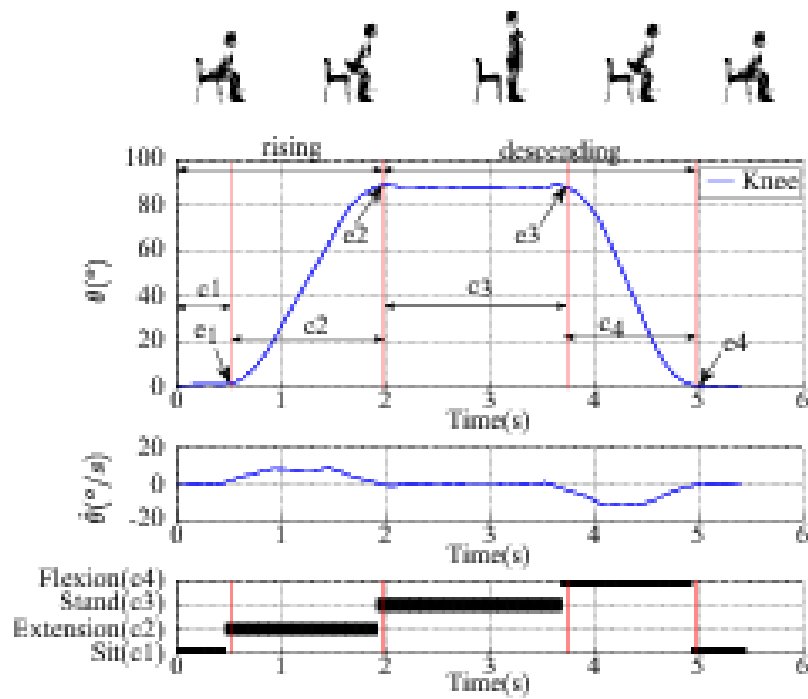 rising
descending
100
80
60
40
20
0
θ(°)
Knee
e1
e2
e3
e4
c1
c2
c3
c4
0 1 2 3 4 5 6
Time(s)
20
0
-20
θ̇(°/s)
0 1 2 3 4 5 6
Time(s)
Flexion(c4)
Stand(c3)
Extension(c2)
Sit(c1)
0 1 2 3 4 5 6
Time(s)